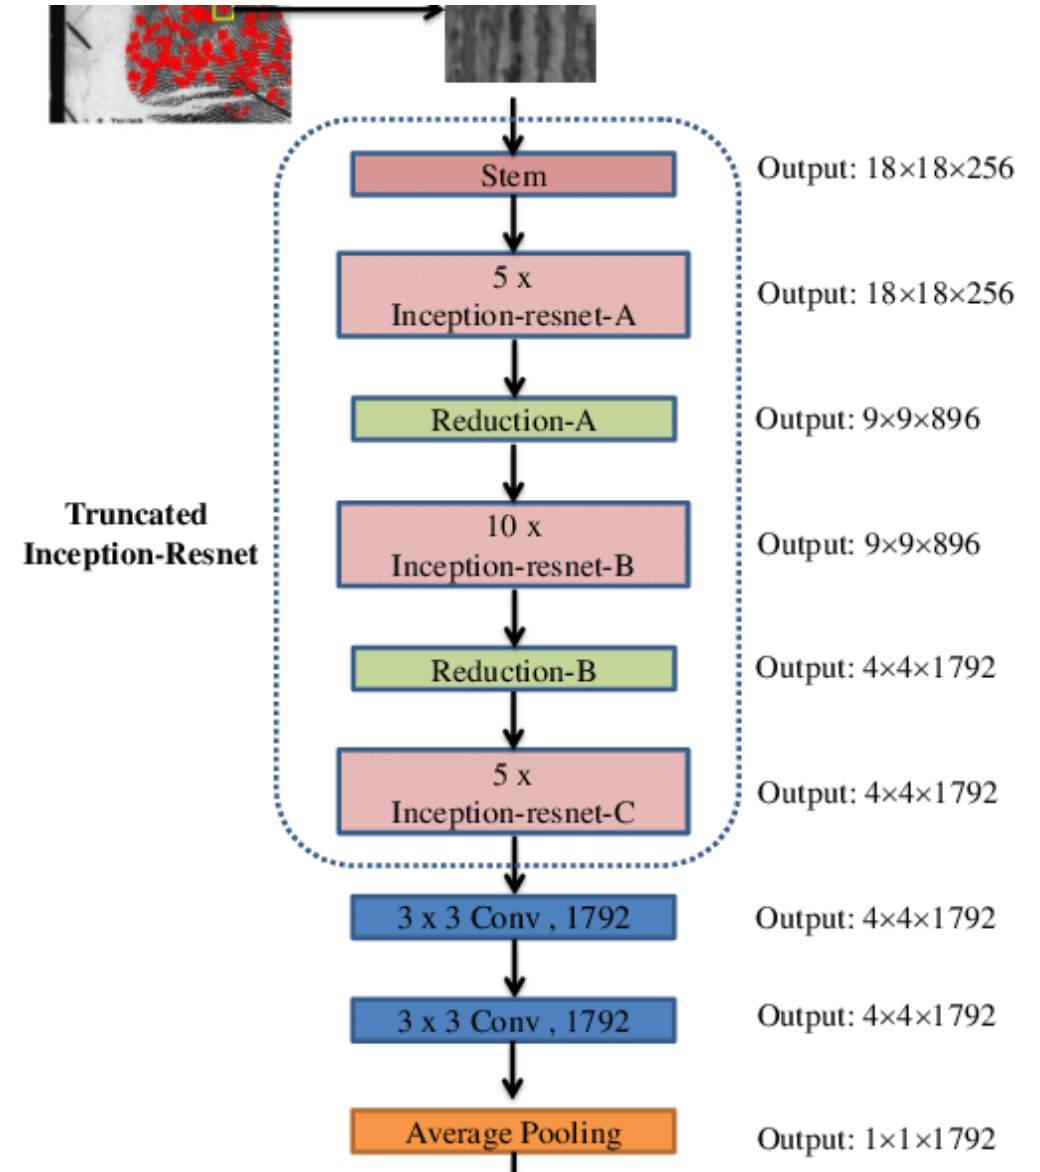 Stem
Output: 18×18×256
5 x
Inception-resnet-A
Output: 18×18×256
Reduction-A
Output: 9×9×896
Truncated
Inception-Resnet
10 x
Inception-resnet-B
Output: 9×9×896
Reduction-B
Output: 4×4×1792
5 x
Inception-resnet-C
Output: 4×4×1792
3 x 3 Conv , 1792
Output: 4×4×1792
3 x 3 Conv , 1792
Output: 4×4×1792
Average Pooling
Output: 1×1×1792